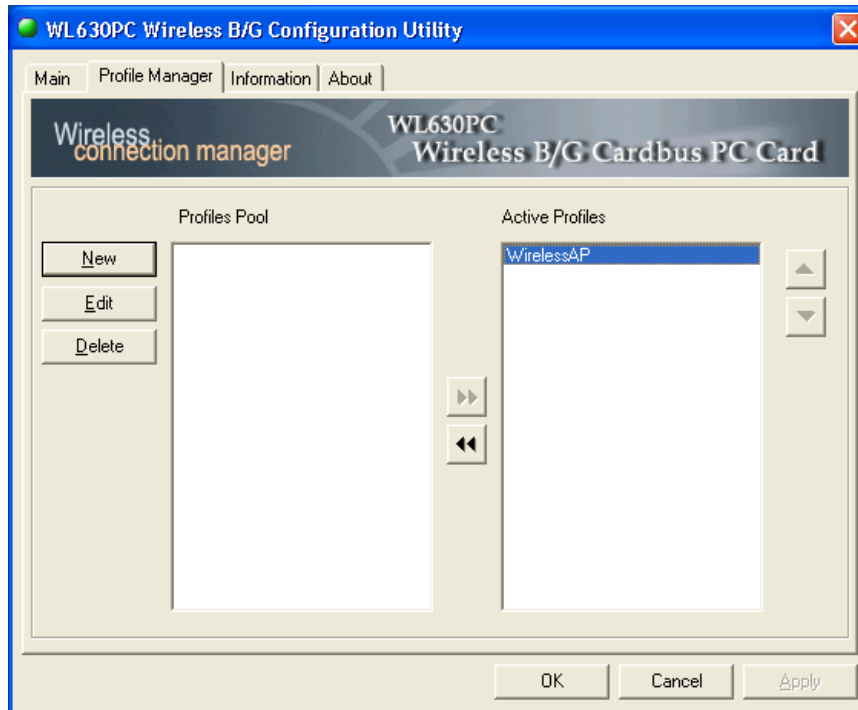 WL630PC Wireless B/G Configuration Utility
Main Profile Manager Information About
Wireless
connection manager
WL630PC
Wireless B/G Cardbus PC Card
Profiles Pool
Active Profiles
New
Edit
Delete
WirelessAP
OK Cancel Apply